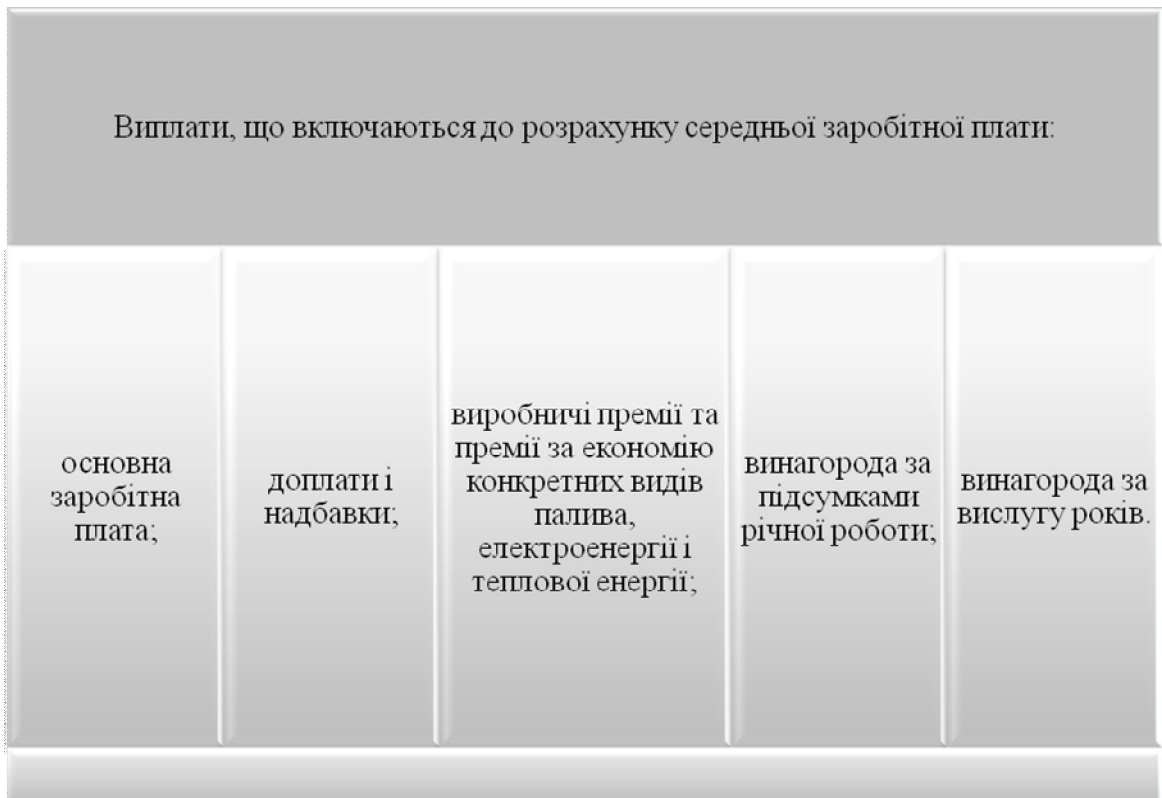 Виплати, що включаються до розрахунку середньої заробітної плати:
основна
заробітна
плата;
доплати і
надбавки;
виробничі премії та
премії за економію
конкретних видів
палива,
електроенергії і
теплової енергії;
винагорода за
підсумками
річної роботи;
винагорода за
вислугу років.